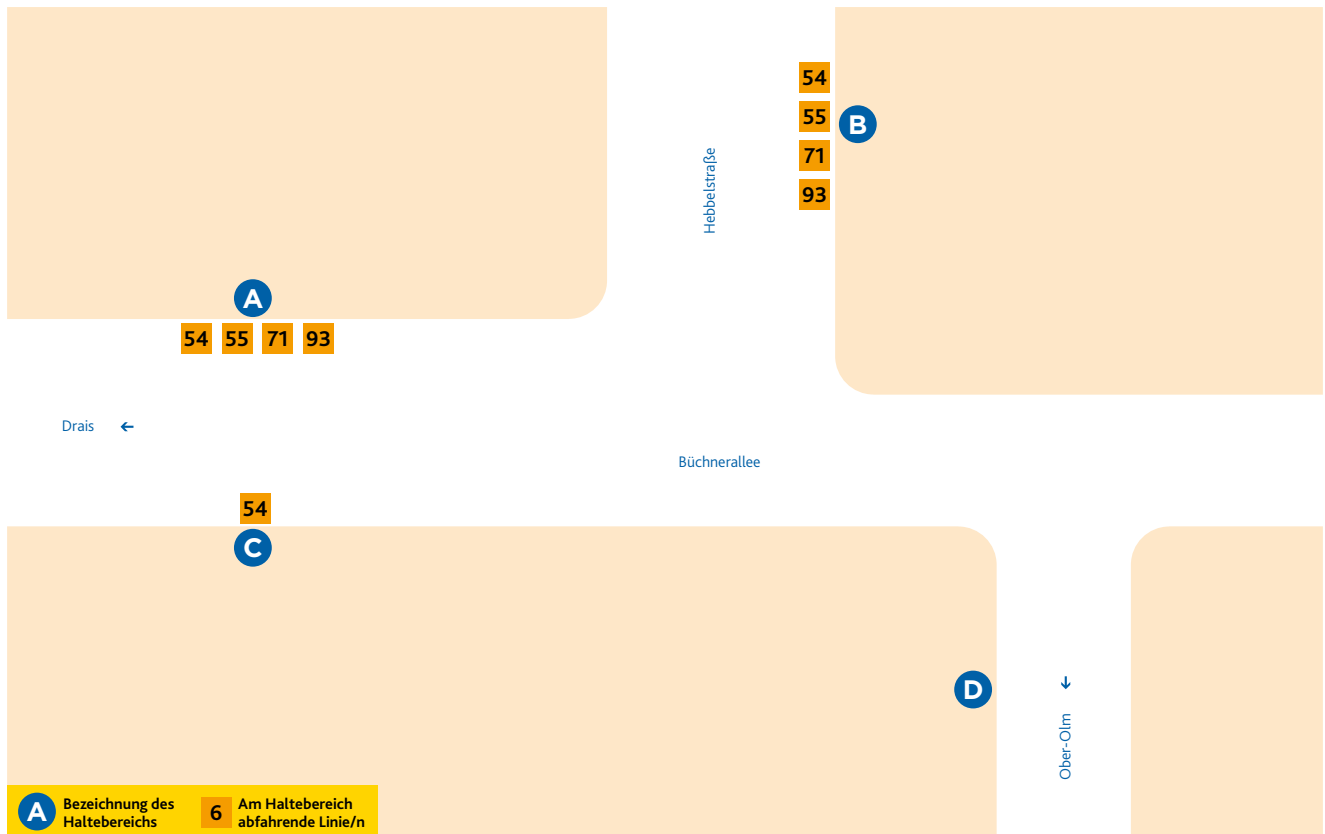 54
55
B
71
93
Hebbelstraße
A
54 55 71 93
Drais ←
Büchnerallee
54
C
D
→ Ober-Olm
A Bezeichnung des
Haltebereichs
6 Am Haltebereich
abfahrende Linie/n